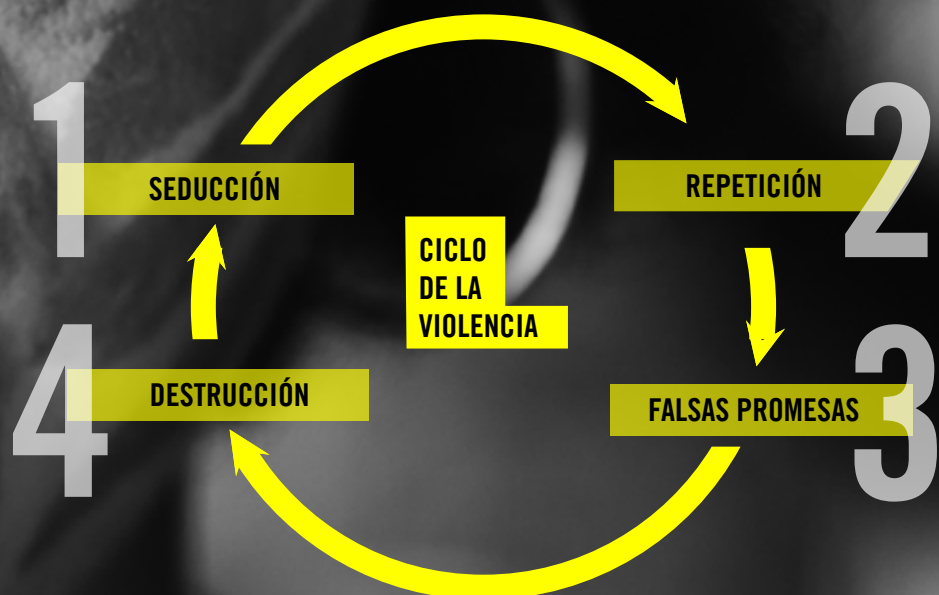 1
SEDUCCIÓN
2
REPETICIÓN
CICLO
DE LA
VIOLENCIA
4
DESTRUCCIÓN
3
FALSAS PROMESAS